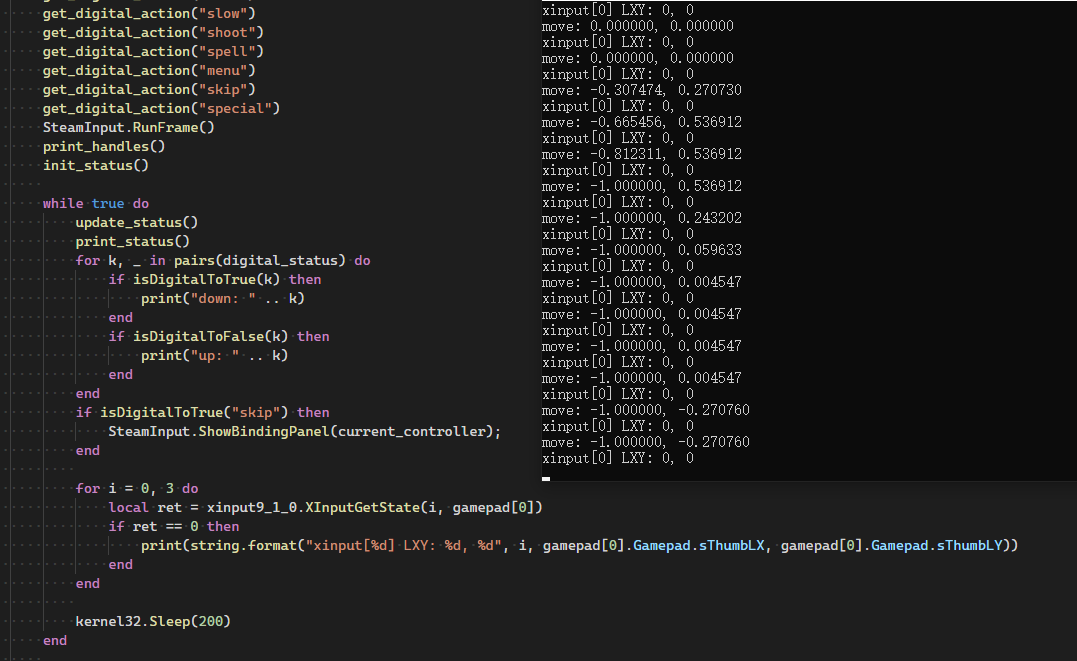 get_digital_action("slow")
get_digital_action("shoot")
get_digital_action("spell")
get_digital_action("menu")
get_digital_action("skip")
get_digital_action("special")
SteamInput.RunFrame()
print_handles()
init_status()
while true do
update_status()
print_status()
for k, _ in pairs(digital_status) do
if isDigitalToTrue(k) then
print("down: " .. k)
end
if isDigitalToFalse(k) then
print("up: " .. k)
end
end
if isDigitalToTrue("skip") then
SteamInput.ShowBindingPanel(current_controller);
end
for i = 0, 3 do
local ret = xinput9_1_0.XInputGetState(i, gamepad[0])
if ret == 0 then
print(string.format("xinput[%d] LXY: %d, %d", i, gamepad[0].Gamepad.sThumbLX, gamepad[0].Gamepad.sThumbLY))
end
end
kernel32.Sleep(200)
end
xinput[0] LXY: 0, 0
move: 0.000000, 0.000000
xinput[0] LXY: 0, 0
move: 0.000000, 0.000000
xinput[0] LXY: 0, 0
move: -0.307474, 0.270730
xinput[0] LXY: 0, 0
move: -0.665456, 0.536912
xinput[0] LXY: 0, 0
move: -0.812311, 0.536912
xinput[0] LXY: 0, 0
move: -1.000000, 0.536912
xinput[0] LXY: 0, 0
move: -1.000000, 0.243202
xinput[0] LXY: 0, 0
move: -1.000000, 0.059633
xinput[0] LXY: 0, 0
move: -1.000000, 0.004547
xinput[0] LXY: 0, 0
move: -1.000000, 0.004547
xinput[0] LXY: 0, 0
move: -1.000000, 0.004547
xinput[0] LXY: 0, 0
move: -1.000000, 0.004547
xinput[0] LXY: 0, 0
move: -1.000000, -0.270760
xinput[0] LXY: 0, 0
move: -1.000000, -0.270760
xinput[0] LXY: 0, 0